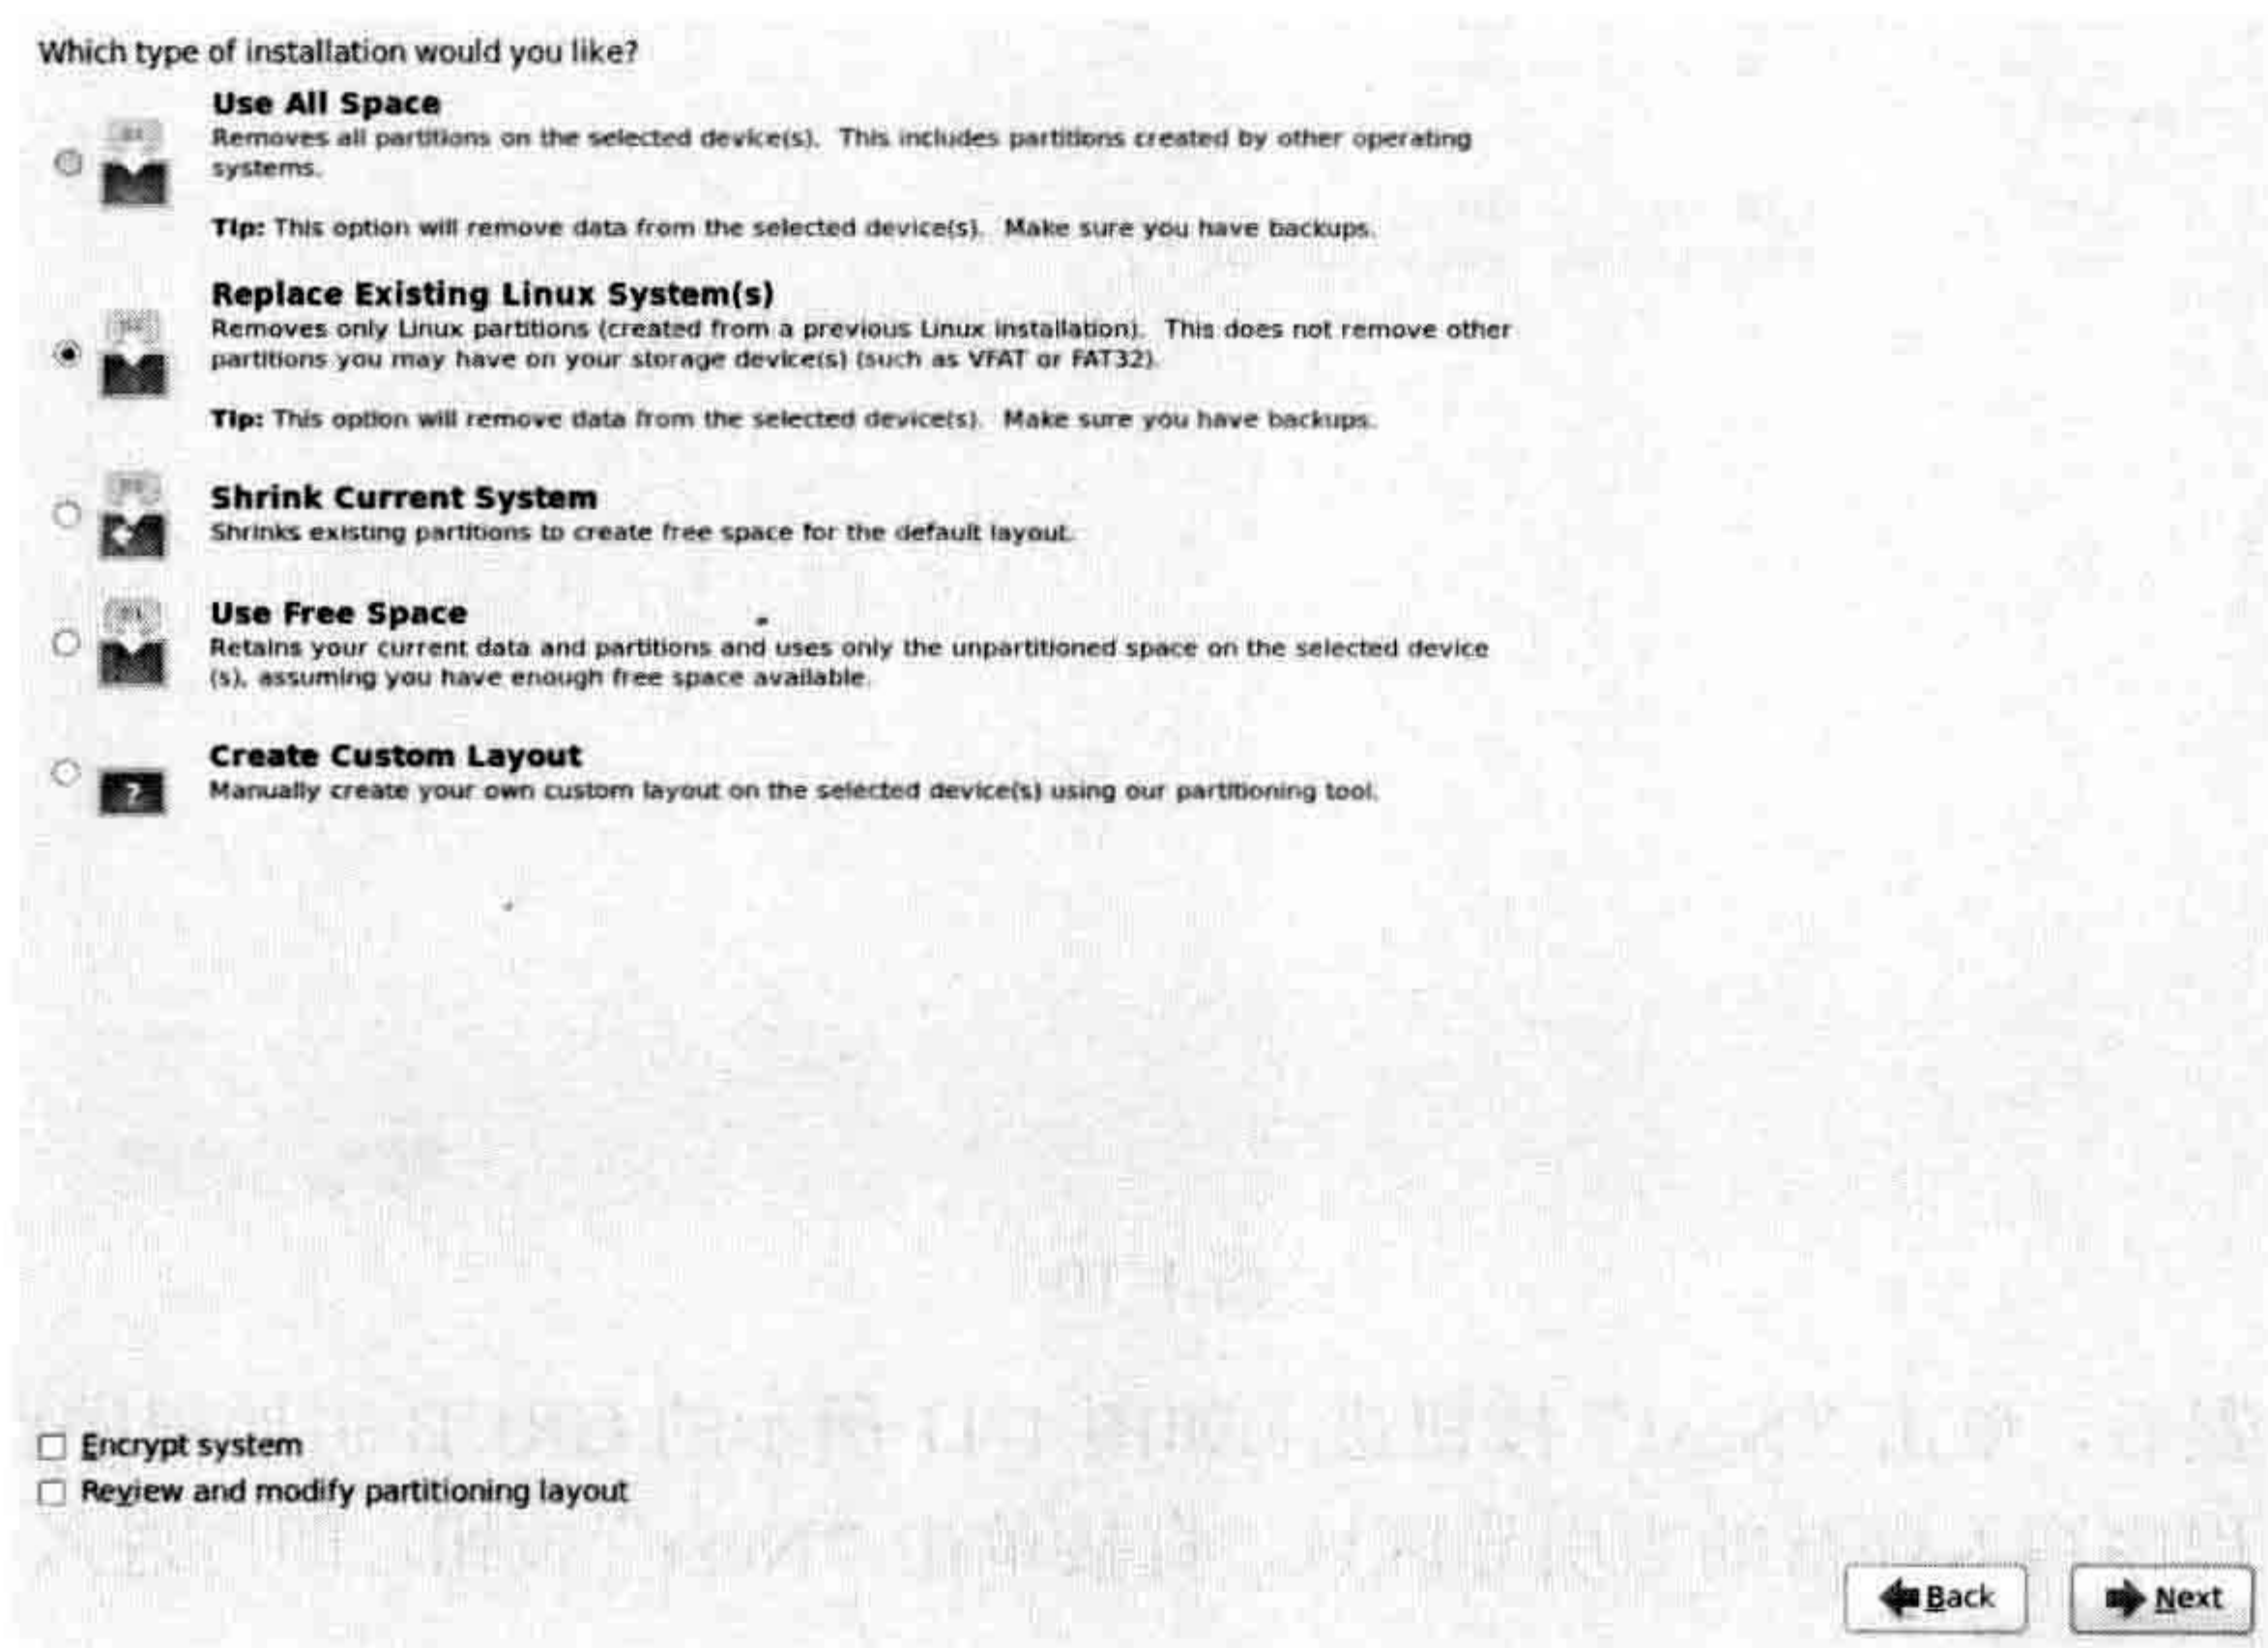 Which type of installation would you like?
Use All Space
Removes all partitions on the selected device(s). This includes partitions created by other operating
systems.
Tip: This option will remove data from the selected device(s). Make sure you have backups.
Replace Existing Linux System(s)
Removes only Linux partitions (created from a previous Linux installation). This does not remove other
partitions you may have on your storage device(s) (such as VFAT or FAT32).
Tip: This option will remove data from the selected device(s). Make sure you have backups.
Shrink Current System
Shrinks existing partitions to create free space for the default layout.
Use Free Space
Retains your current data and partitions and uses only the unpartitioned space on the selected device
(s), assuming you have enough free space available.
Create Custom Layout
?
Manually create your own custom layout on the selected device(s) using our partitioning tool.
Encrypt system
Review and modify partitioning layout
Back Next